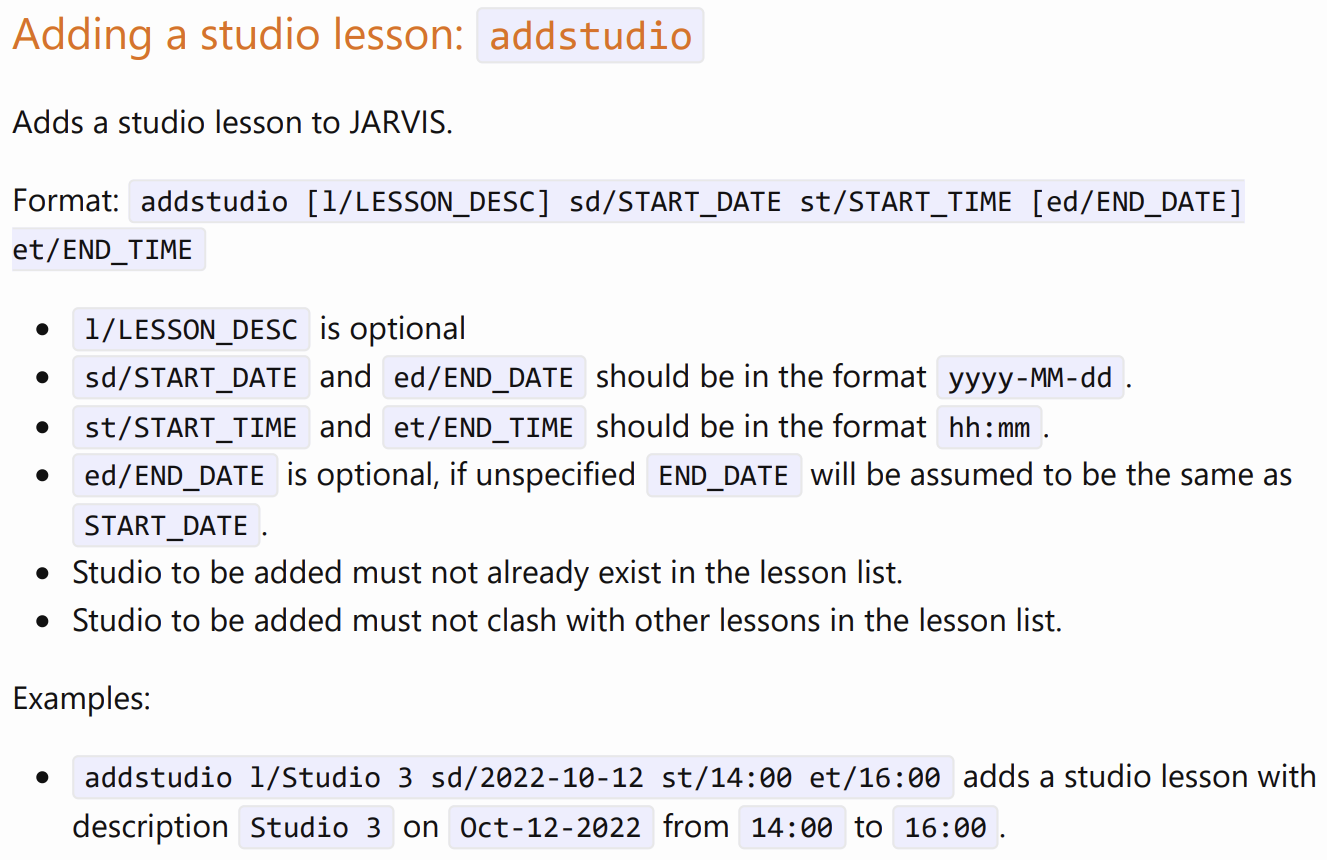 Adding a studio lesson: addstudio
Adds a studio lesson to JARVIS.
Format: addstudio [l/LESSON_DESC] sd/START_DATE st/START_TIME [ed/END_DATE]
et/END_TIME
• l/LESSON_DESC is optional
• sd/START_DATE and ed/END_DATE should be in the format yyyy-MM-dd.
• st/START_TIME and et/END_TIME should be in the format hh:mm.
• ed/END_DATE is optional, if unspecified END_DATE will be assumed to be the same as
START_DATE.
• Studio to be added must not already exist in the lesson list.
• Studio to be added must not clash with other lessons in the lesson list.
Examples:
• addstudio l/Studio 3 sd/2022-10-12 st/14:00 et/16:00 adds a studio lesson with
description Studio 3 on Oct-12-2022 from 14:00 to 16:00.